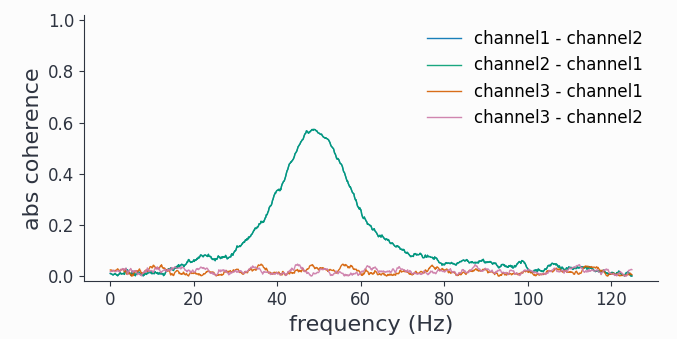 abs coherence
1.0
0.8
0.6
0.4
0.2
0.0
channel1 - channel2
channel2 - channel1
channel3 - channel1
channel3 - channel2
0 20 40 60 80 100 120
frequency (Hz)